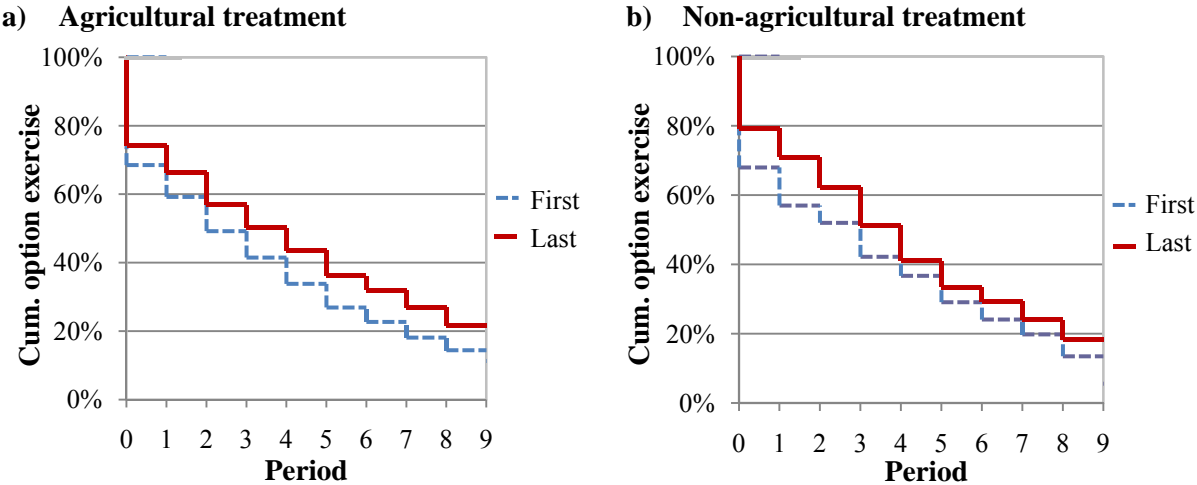 a) Agricultural treatment
Cum. option exercise
100%
80%
60%
40%
20%
0%
0 1 2 3 4 5 6 7 8 9
Period
First
Last
b) Non-agricultural treatment
Cum. option exercise
100%
80%
60%
40%
20%
0%
0 1 2 3 4 5 6 7 8 9
Period
First
Last